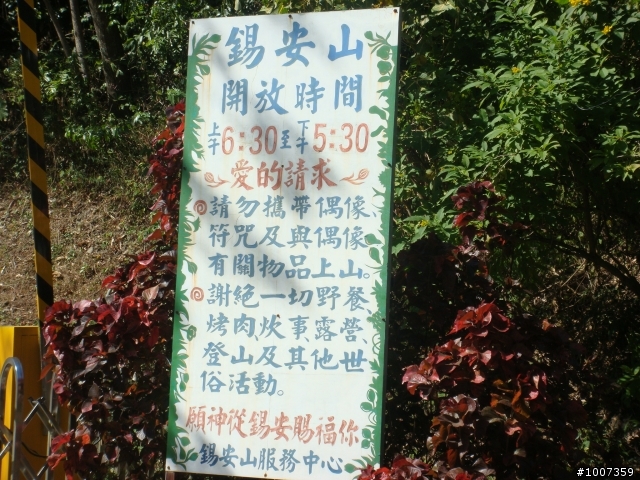 錫安山
開放時間
上午6:30至下午5:30
愛的請求
請勿攜帶偶像、
符咒及與偶像
有關物品上山。
謝絕一切野餐、
烤肉、炊事、露營、
登山及其他世
俗活動。
願神從錫安賜福你
錫安山服務中心
#1007359